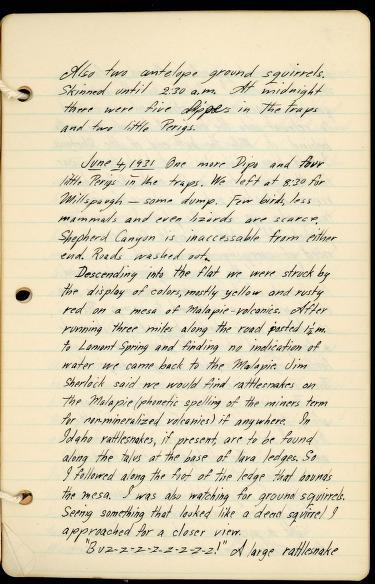 Also two antelope ground squirrels.
Skinned until 2:30 a.m. At midnight
there were five Dipos in the traps
and two little Perigs.
June 4, 1931 One more Dipo and four
little Perigs in the traps. We left at 8:30 for
Millspaugh — some dump. Few birds, less
mammals and even lizards are scarce.
Shepherd Canyon is inaccessable from either
end. Roads washed out.
Descending into the flat we were struck by
the display of colors, mostly yellow and rusty
red on a mesa of Malapie-volcanics. After
running three miles along the road posted 1½ m.
to Lamont Spring and finding no indication of
water we came back to the Malapie. Jim
Sherlock said we would find rattlesnakes on
the Malapie (phonetic spelling of the miners term
for non-mineralized volcanics) if anywhere. In
Idaho rattlesnakes, if present, are to be found
along the talus at the base of lava ledges. So
I followed along the foot of the ledge that bounds
the mesa. I was also watching for ground squirrels.
Seeing something that looked like a dead squirrel I
approached for a closer view.
"Buz-z-z-z-z-z-z-z!" A large rattlesnake